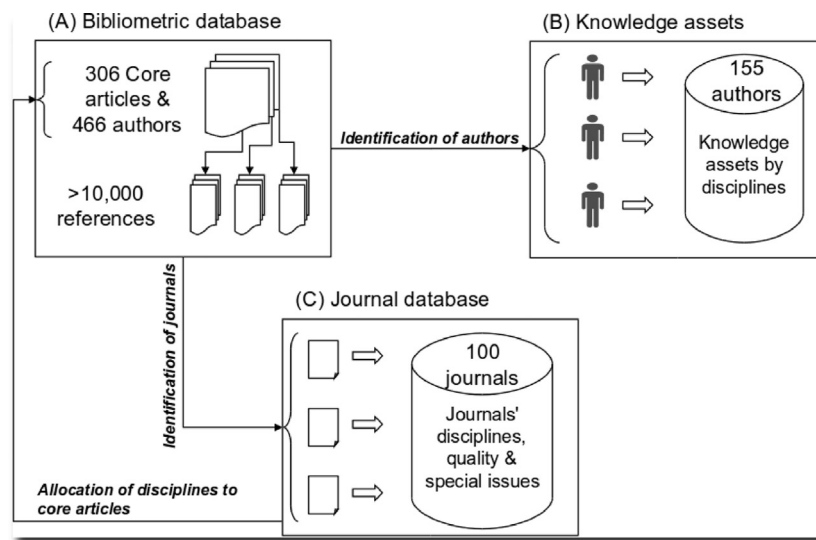 (A) Bibliometric database
306 Core
articles &
466 authors
>10,000
references
Identification of authors
(B) Knowledge assets
155
authors
Knowledge
assets by
disciplines
Identification of journals
(C) Journal database
100
journals
Journals'
disciplines,
quality &
special issues
Allocation of disciplines to
core articles